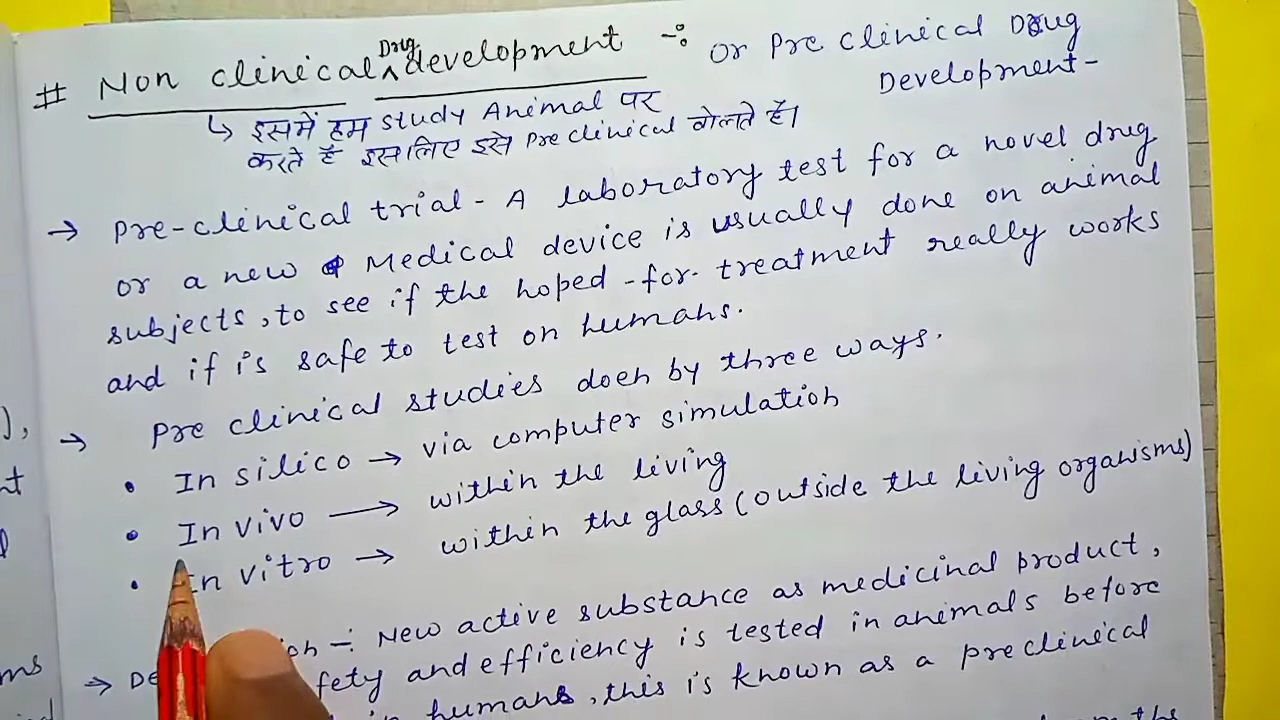 # Non clinical Drug development -: or Pre clinical Drug
Development-
↳ इसमें हम study Animal पर
करते हैं इसलिए इसे Pre clinical बोलते हैं।
→ Pre-clinical trial - A laboratory test for a novel drug
or a new Medical device is usually done on animal
subjects, to see if the hoped-for-treatment really works
and if is safe to test on humans.
→ Pre clinical studies doen by three ways.
• In silico → via computer simulation
• In vivo → within the living
• In vitro → within the glass (outside the living organisms)
New active substance as medicinal product,
and efficiency is tested in animals before
humans, this is known as a preclinical